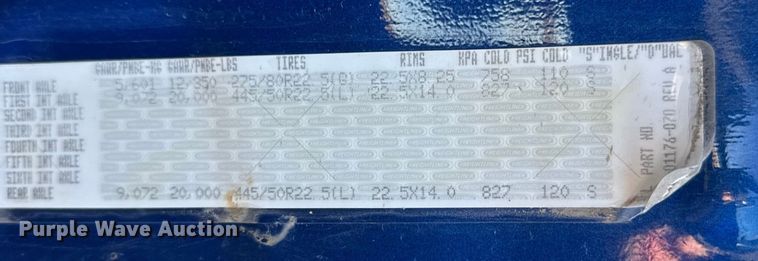 GAWR/PNBE-KG GAWR/PNBE-LBS TIRES RIMS KPA COLD PSI COLD "S"INGLE/"D"UAL
FRONT AXLE 5,601 12,350 275/80R22.5(G) 22.5X8.25 758 110 S
FIRST INT AXLE 9,072 20,000 445/50R22.5(L) 22.5X14.0 827 120 S
SECOND INT AXLE
THIRD INT AXLE
FOURTH INT AXLE
FIFTH INT AXLE
SIXTH INT AXLE
REAR AXLE 9,072 20,000 445/50R22.5(L) 22.5X14.0 827 120 S
PART NO
1176-070 REV A
Purple Wave Auction